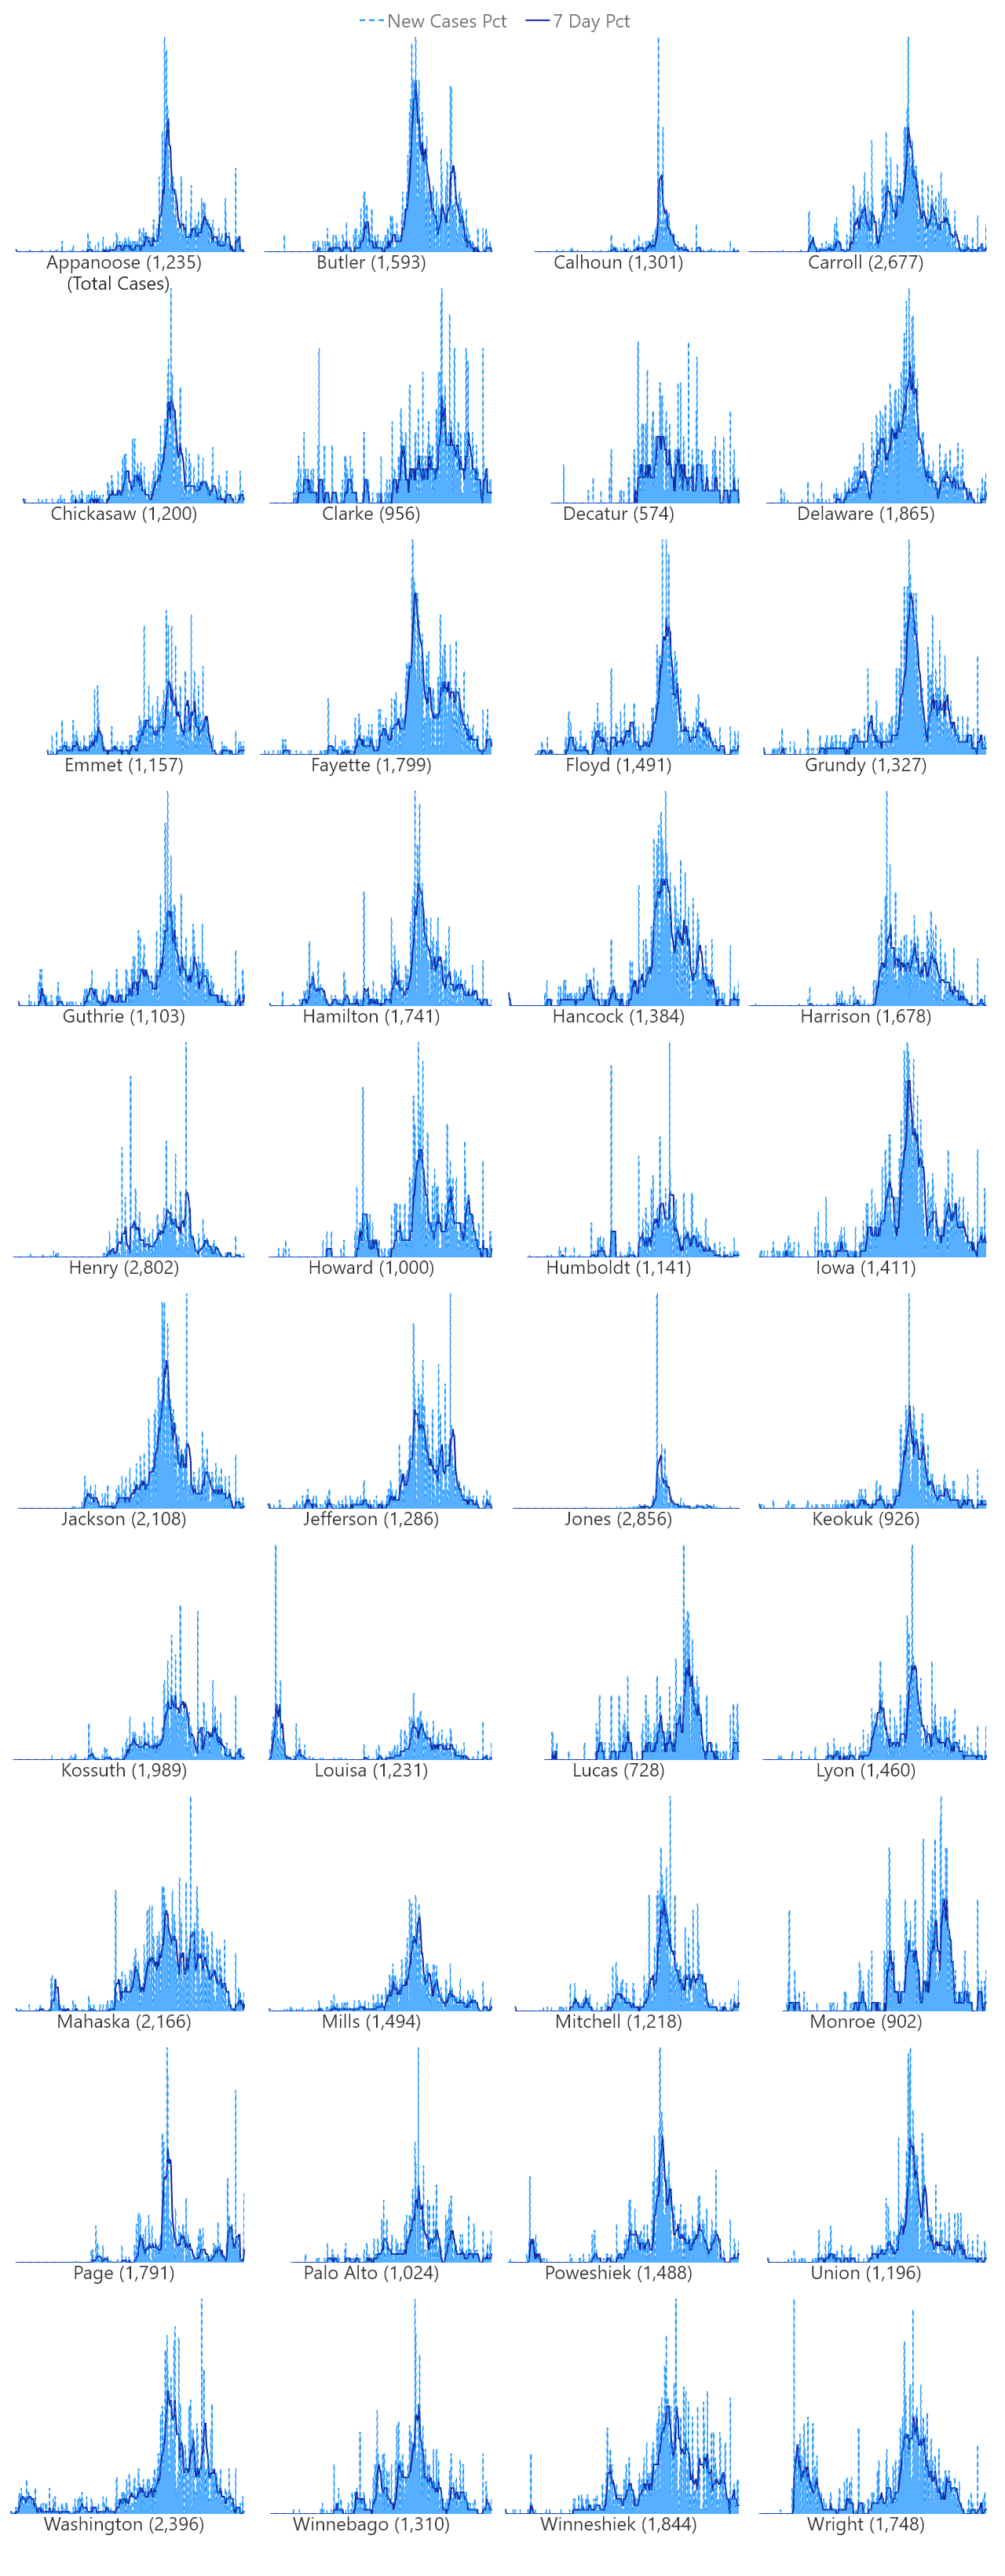 New Cases Pct 7 Day Pct
Appanoose (1,235) Butler (1,593) Calhoun (1,301) Carroll (2,677)
(Total Cases)
Chickasaw (1,200) Clarke (956) Decatur (574) Delaware (1,865)
Emmet (1,157) Fayette (1,799) Floyd (1,491) Grundy (1,327)
Guthrie (1,103) Hamilton (1,741) Hancock (1,384) Harrison (1,678)
Henry (2,802) Howard (1,000) Humboldt (1,141) Iowa (1,411)
Jackson (2,108) Jefferson (1,286) Jones (2,856) Keokuk (926)
Kossuth (1,989) Louisa (1,231) Lucas (728) Lyon (1,460)
Mahaska (2,166) Mills (1,494) Mitchell (1,218) Monroe (902)
Page (1,791) Palo Alto (1,024) Poweshiek (1,488) Union (1,196)
Washington (2,396) Winnebago (1,310) Winneshiek (1,844) Wright (1,748)